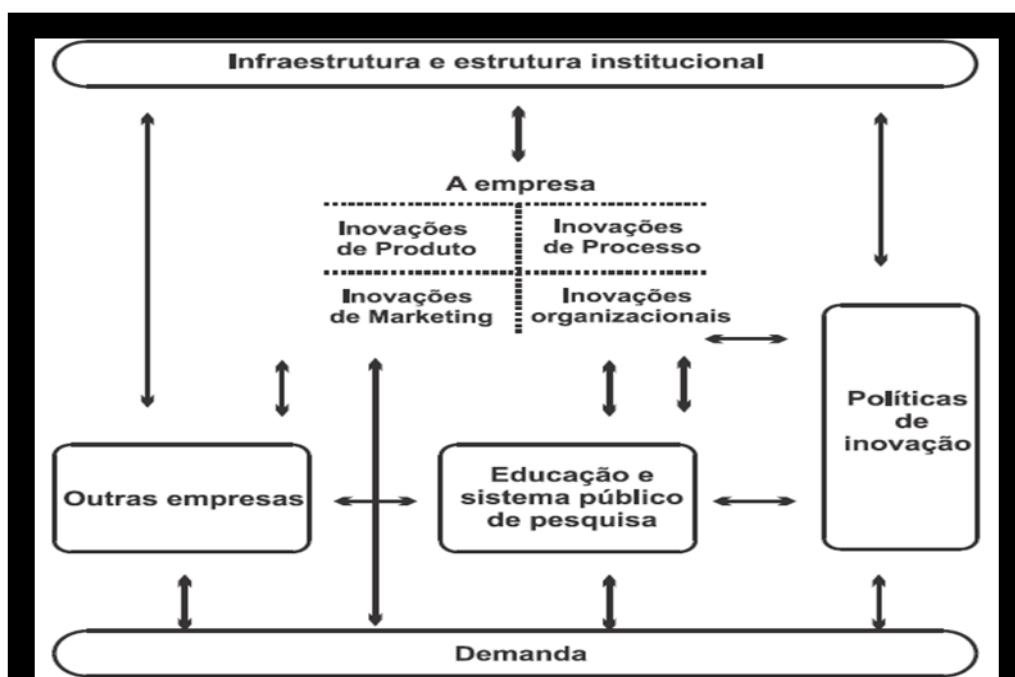 Infraestrutura e estrutura institucional
A empresa
Inovações
de Produto
Inovações
de Processo
Inovações
de Marketing
Inovações
organizacionais
Políticas
de
inovação
Outras empresas
Educação e
sistema público
de pesquisa
Demanda